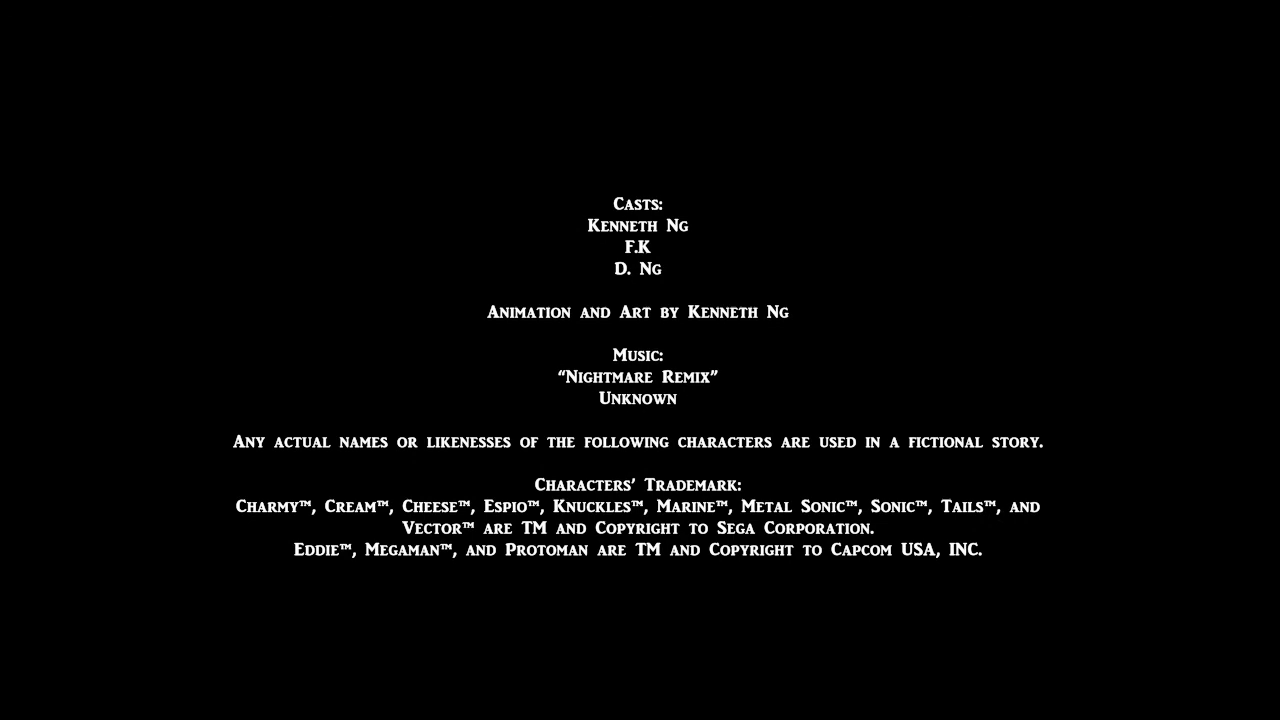 Casts:
Kenneth Ng
F.K
D. Ng
Animation and Art by Kenneth Ng
Music:
“Nightmare Remix”
Unknown
Any actual names or likenesses of the following characters are used in a fictional story.
Characters’ Trademark:
Charmy™, Cream™, Cheese™, Espio™, Knuckles™, Marine™, Metal Sonic™, Sonic™, Tails™, and
Vector™ are TM and Copyright to Sega Corporation.
Eddie™, Megaman™, and Protoman are TM and Copyright to Capcom USA, INC.